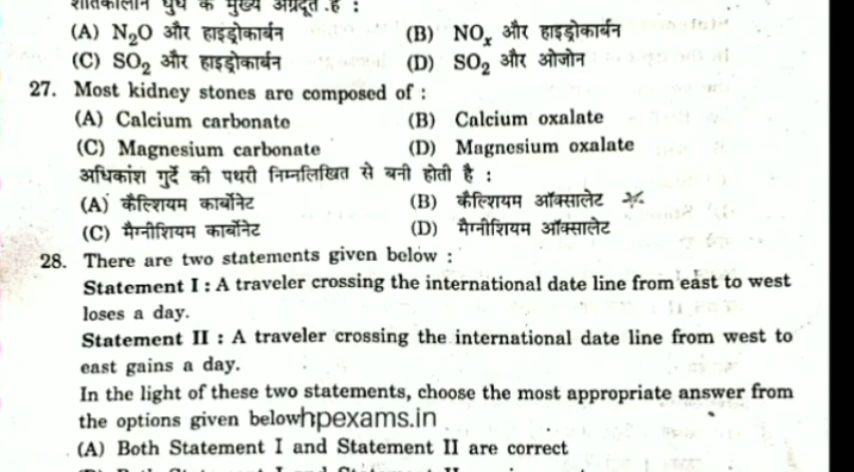 शीतकालीन धुंध के मुख्य अग्रदूत हैं :
(A) N₂O और हाइड्रोकार्बन (B) NOₓ और हाइड्रोकार्बन
(C) SO₂ और हाइड्रोकार्बन (D) SO₂ और ओजोन
27. Most kidney stones are composed of :
(A) Calcium carbonate (B) Calcium oxalate
(C) Magnesium carbonate (D) Magnesium oxalate
अधिकांश गुर्दे की पथरी निम्नलिखित से बनी होती है :
(A) कैल्शियम कार्बोनेट (B) कैल्शियम ऑक्सालेट
(C) मैग्नीशियम कार्बोनेट (D) मैग्नीशियम ऑक्सालेट
28. There are two statements given below :
Statement I : A traveler crossing the international date line from east to west
loses a day.
Statement II : A traveler crossing the international date line from west to
east gains a day.
In the light of these two statements, choose the most appropriate answer from
the options given belowhpexams.in
(A) Both Statement I and Statement II are correct